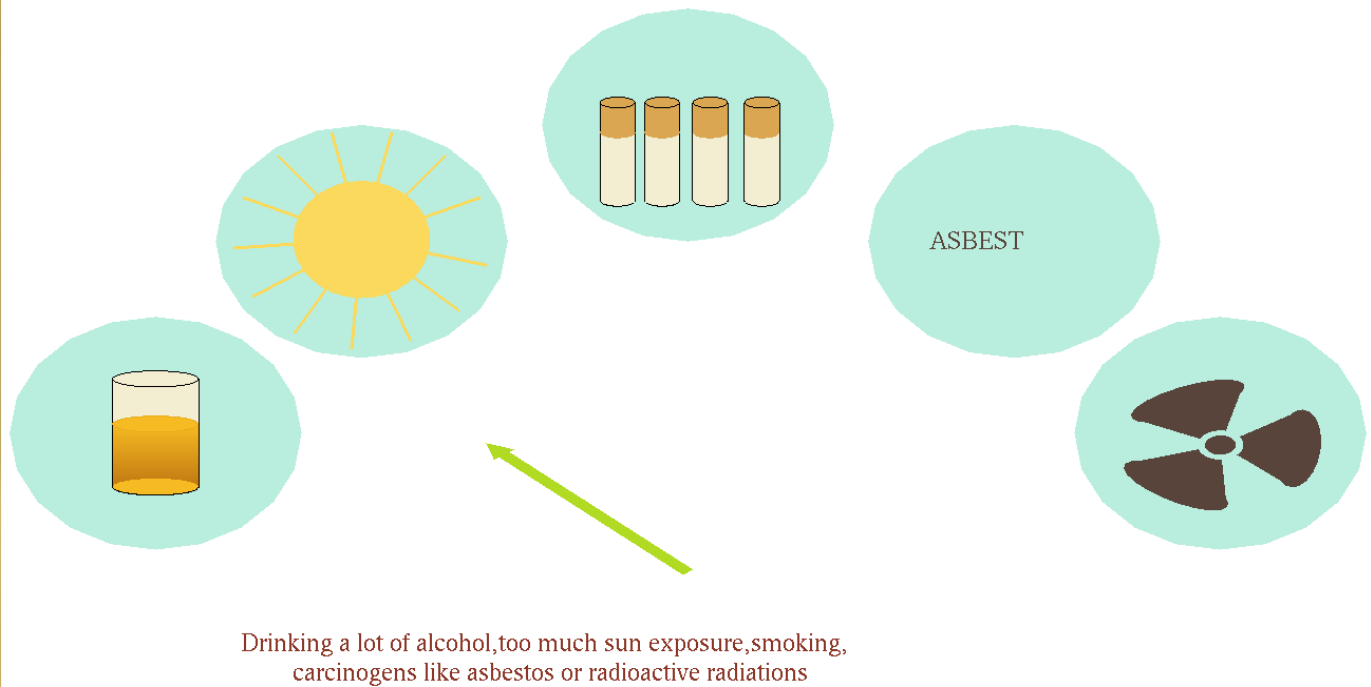 ASBEST
Drinking a lot of alcohol,too much sun exposure,smoking,
carcinogens like asbestos or radioactive radiations